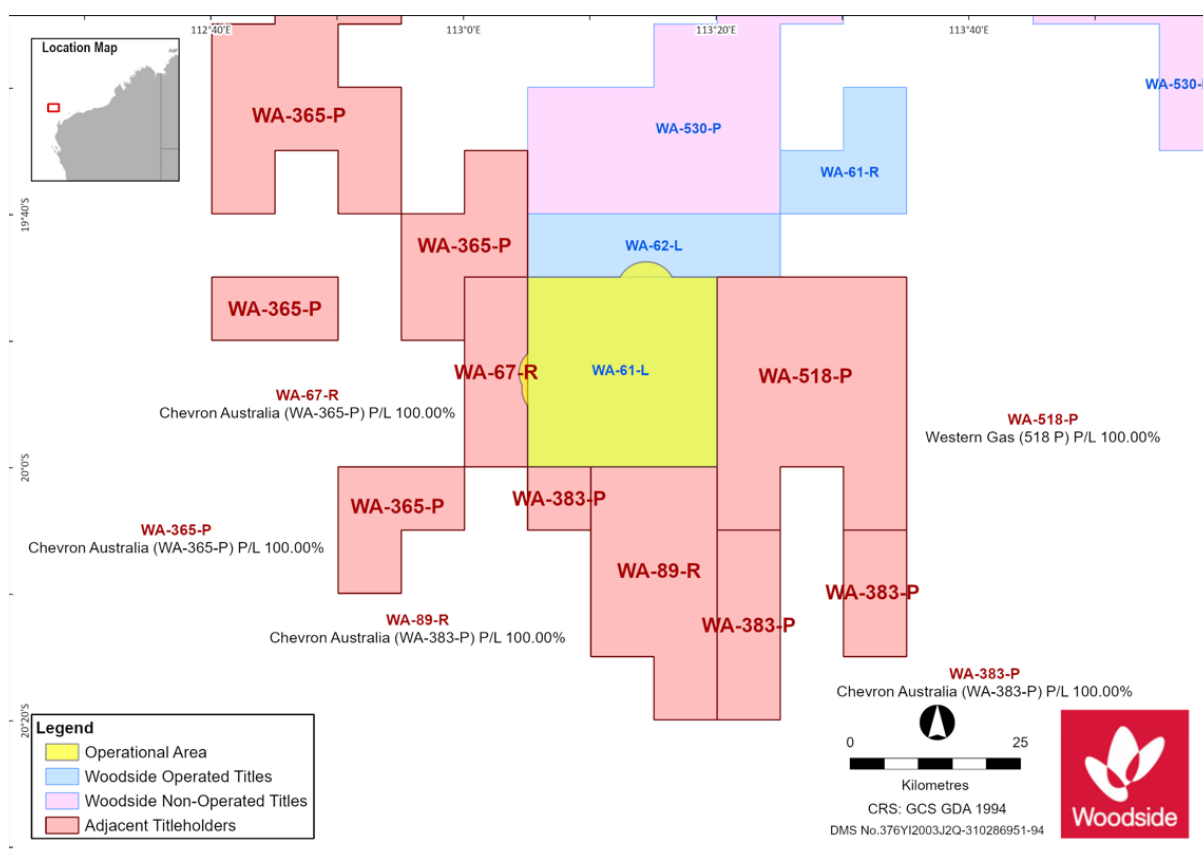 112°40'E
113°0'E
113°20'E
113°40'E
Location Map
WA-365-P
WA-530-P
WA-530-
WA-61-R
19°40'S
WA-365-P
WA-62-L
WA-365-P
WA-67-R
WA-61-L
WA-518-P
WA-67-R
Chevron Australia (WA-365-P) P/L 100.00%
WA-518-P
Western Gas (518 P) P/L 100.00%
20°0'S
WA-365-P
WA-383-P
WA-365-P
Chevron Australia (WA-365-P) P/L 100.00%
WA-89-R
WA-383-P
WA-89-R
Chevron Australia (WA-383-P) P/L 100.00%
WA-383-P
WA-383-P
Chevron Australia (WA-383-P) P/L 100.00%
20°20'S
Legend
Operational Area
Woodside Operated Titles
Woodside Non-Operated Titles
Adjacent Titleholders
0 25
Kilometres
CRS: GCS GDA 1994
DMS No.376YI2003J2Q-310286951-94
Woodside